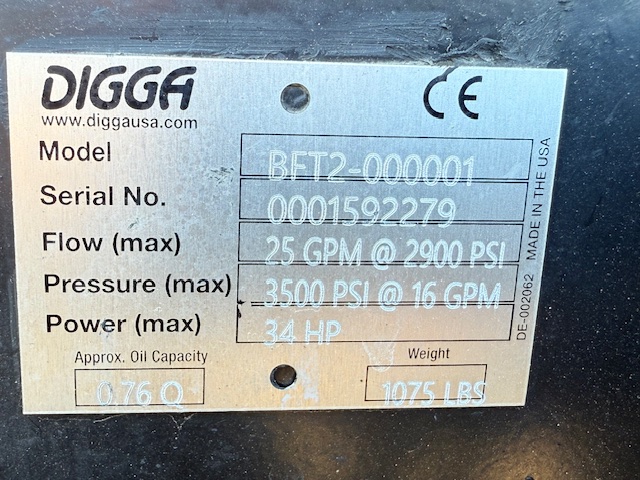 DIGGA
www.diggausa.com
CE
Model BFT2-000001
Serial No. 0001592279
Flow (max) 25 GPM @ 2900 PSI
Pressure (max) 3500 PSI @ 16 GPM
Power (max) 34 HP
Approx. Oil Capacity
0.76 Q
Weight
1075 LBS
DE-002062 MADE IN THE USA